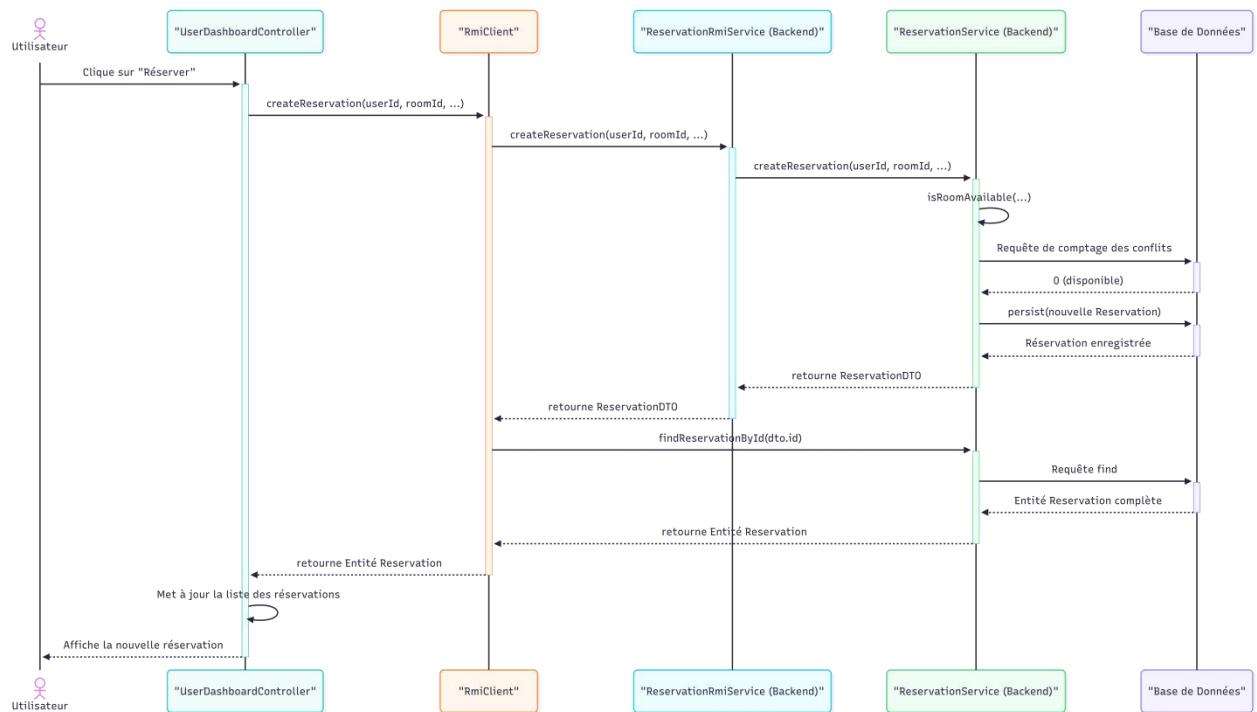 Utilisateur
"UserDashboardController"
"RmiClient"
"ReservationRmiService (Backend)"
"ReservationService (Backend)"
"Base de Données"
Clique sur "Réserver"
createReservation(userId, roomId, ...)
createReservation(userId, roomId, ...)
createReservation(userId, roomId, ...)
isRoomAvailable(...)
Requête de comptage des conflits
0 (disponible)
persist(nouvelle Reservation)
Réservation enregistrée
retourne ReservationDTO
retourne ReservationDTO
findReservationById(dto.id)
Requête find
Entité Reservation complète
retourne Entité Reservation
retourne Entité Reservation
Met à jour la liste des réservations
Affiche la nouvelle réservation
Utilisateur
"UserDashboardController"
"RmiClient"
"ReservationRmiService (Backend)"
"ReservationService (Backend)"
"Base de Données"